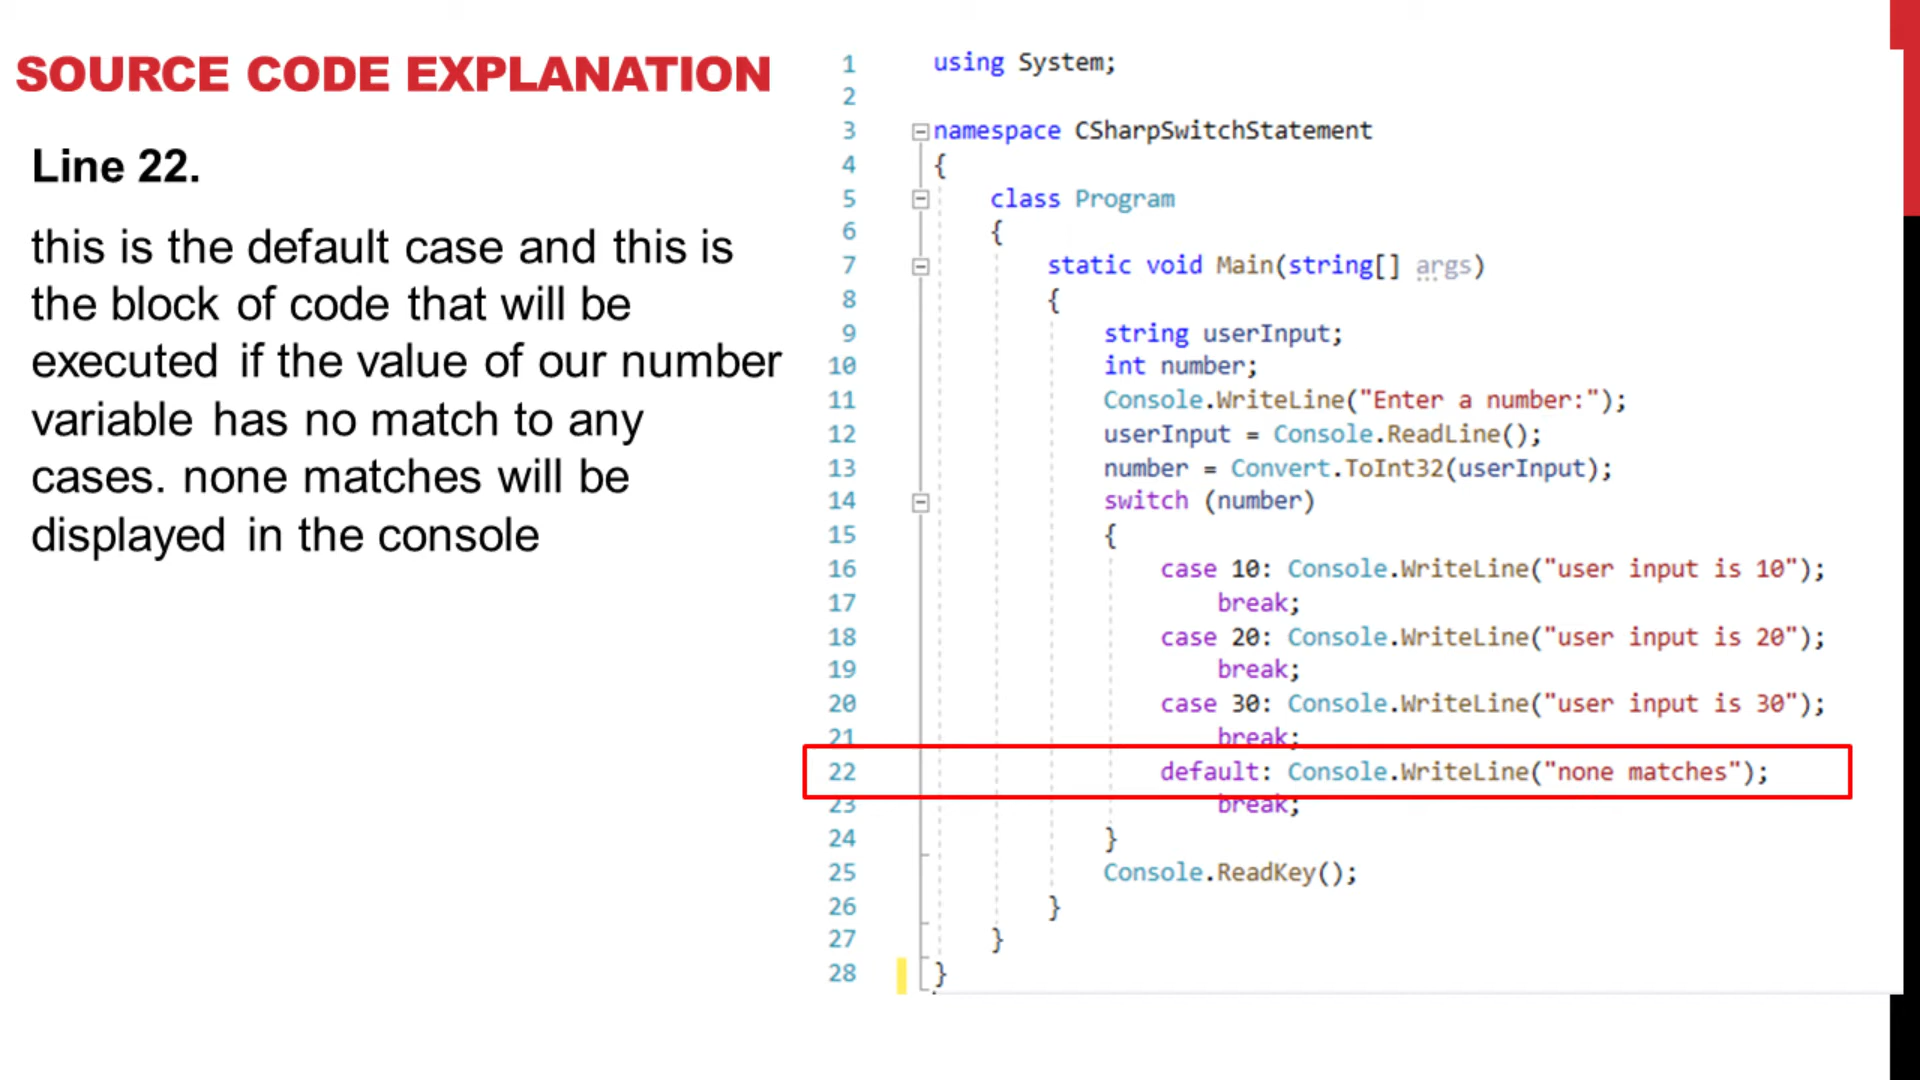 SOURCE CODE EXPLANATION
Line 22.
this is the default case and this is
the block of code that will be
executed if the value of our number
variable has no match to any
cases. none matches will be
displayed in the console
1 using System;
2
3 namespace CSharpSwitchStatement
4 {
5 class Program
6 {
7 static void Main(string[] args)
8 {
9 string userInput;
10 int number;
11 Console.WriteLine("Enter a number:");
12 userInput = Console.ReadLine();
13 number = Convert.ToInt32(userInput);
14 switch (number)
15 {
16 case 10: Console.WriteLine("user input is 10");
17 break;
18 case 20: Console.WriteLine("user input is 20");
19 break;
20 case 30: Console.WriteLine("user input is 30");
21 break;
22 default: Console.WriteLine("none matches");
23 break;
24 }
25 Console.ReadKey();
26 }
27 }
28 }